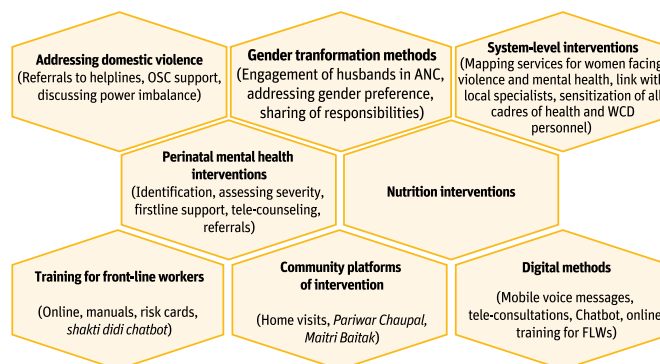 Addressing domestic violence
(Referrals to helplines, OSC support,
discussing power imbalance)
Gender tranformation methods
(Engagement of husbands in ANC,
addressing gender preference,
sharing of responsibilities)
System-level interventions
(Mapping services for women facing
violence and mental health, link with
local specialists, sensitization of all
cadres of health and WCD
personnel)
Perinatal mental health
interventions
(Identification, assessing severity,
firstline support, tele-counseling,
referrals)
Nutrition interventions
Training for front-line workers
(Online, manuals, risk cards,
shakti didi chatbot)
Community platforms
of intervention
(Home visits, Pariwar Chaupal,
Maitri Baitak)
Digital methods
(Mobile voice messages,
tele-consultations, Chatbot, online
training for FLWs)